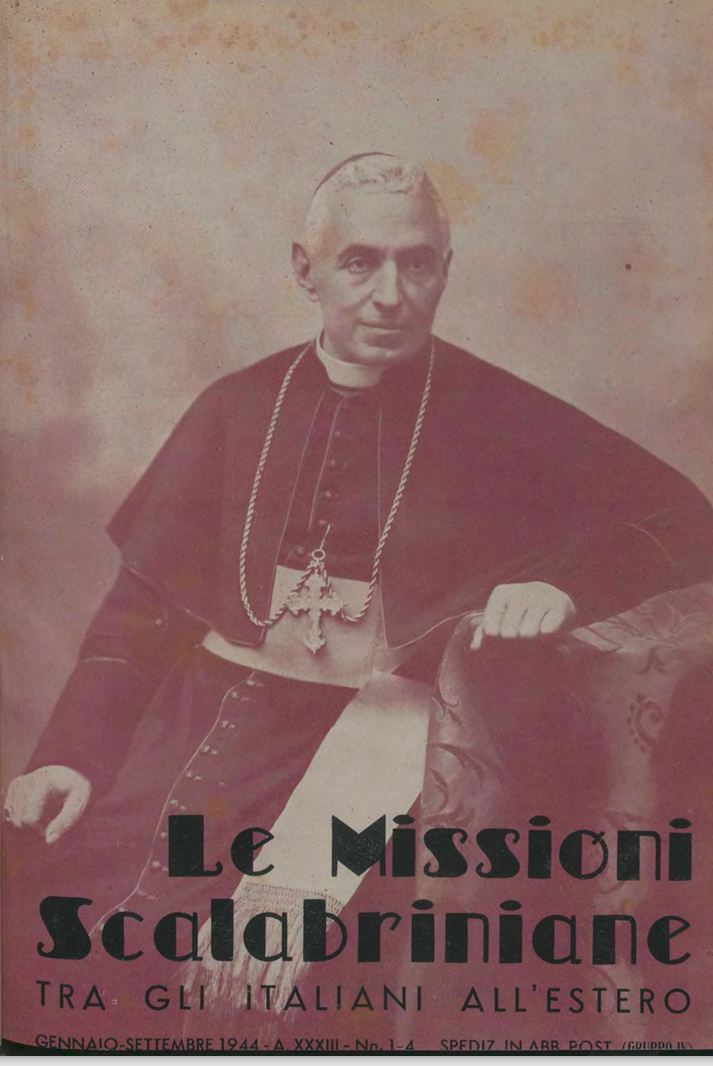 Le Missioni
Scalabriniane
TRA GLI ITALIANI ALL'ESTERO
GENNAIO-SETTEMBRE 1944 - A. XXXIII - Nn. 1-4 SPEDIZ. IN ABB. POST. (GRUPPO IV)